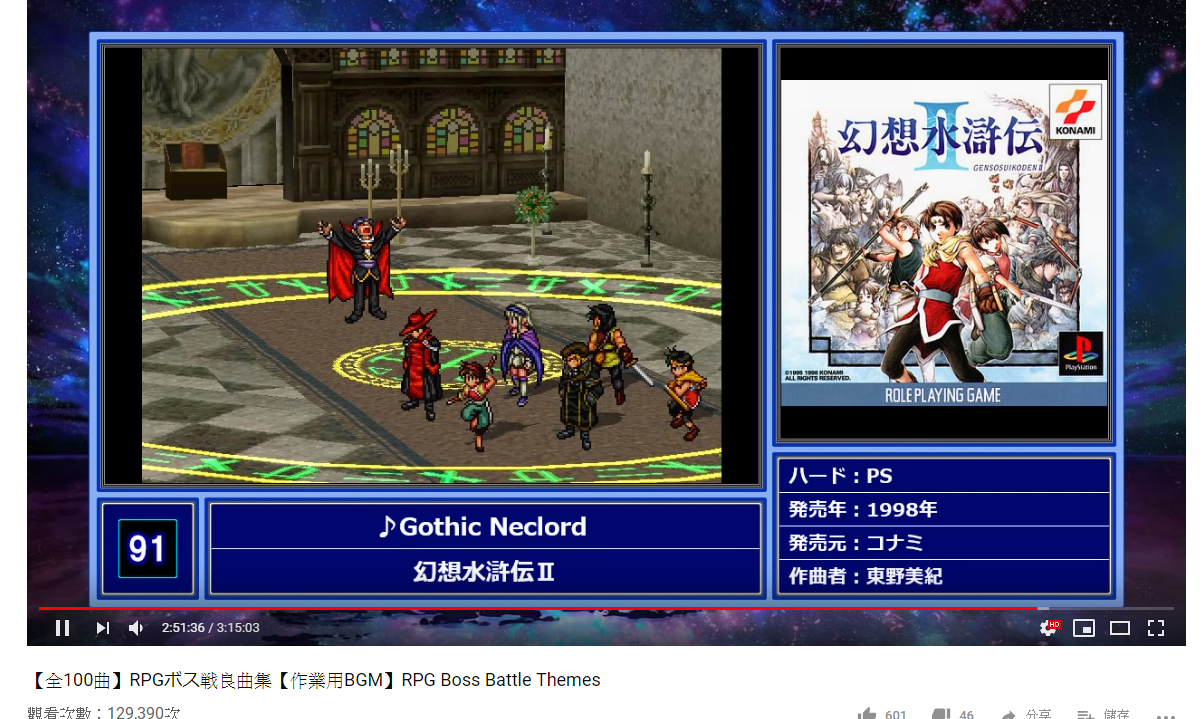 KONAMI
II
幻想水滸伝
GENSOSUIKODEN II
©1995 1998 KONAMI
ALL RIGHTS RESERVED.
PlayStation
ROLE PLAYING GAME
91
♪Gothic Neclord
幻想水滸伝Ⅱ
ハード：PS
発売年：1998年
発売元：コナミ
作曲者：東野美紀
2:51:36 / 3:15:03
HD
【全100曲】RPGボス戦良曲集【作業用BGM】RPG Boss Battle Themes
觀看次數：129,390次
601
46
分享
儲存